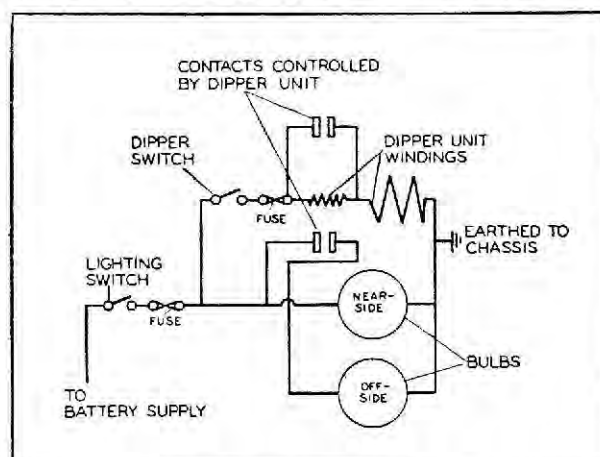 CONTACTS CONTROLLED
BY DIPPER UNIT
DIPPER
SWITCH
DIPPER UNIT
WINDINGS
FUSE
EARTHED TO
CHASSIS
LIGHTING
SWITCH
FUSE
NEAR-
SIDE
BULBS
OFF-
SIDE
TO
BATTERY SUPPLY